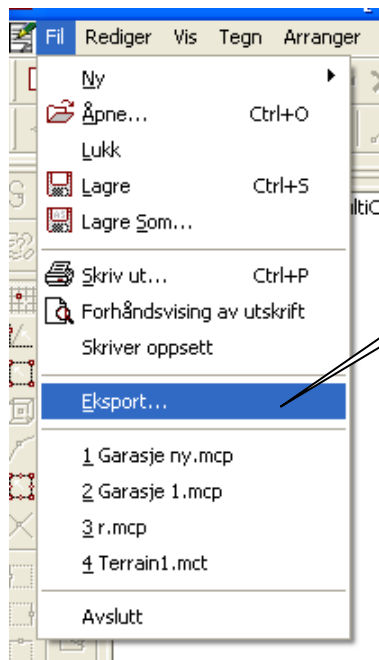 Fil Rediger Vis Tegn Arranger
Ny
Åpne... Ctrl+O
Lukk
Lagre Ctrl+S
Lagre Som...
Skriv ut... Ctrl+P
Forhåndsvising av utskrift
Skriver oppsett
Eksport...
1 Garasje ny.mcp
2 Garasje 1.mcp
3 r.mcp
4 Terrain1.mct
Avslutt